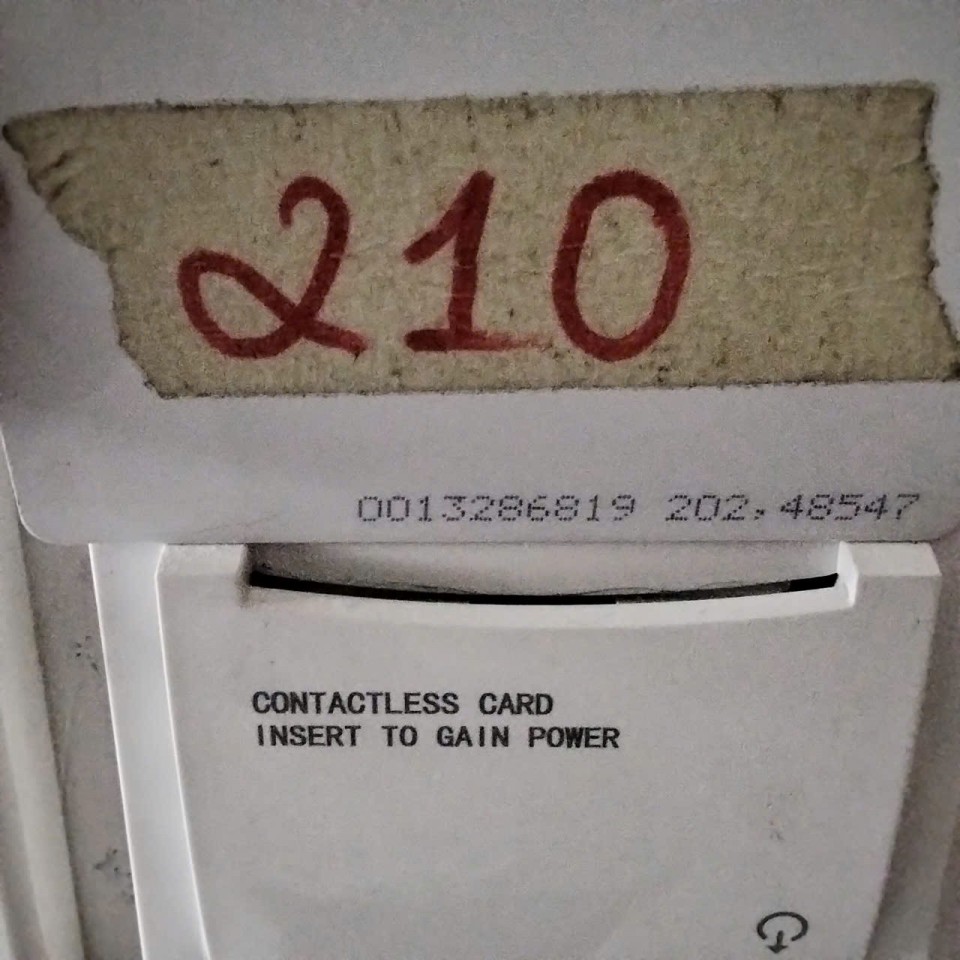 210
0013286819 202,48547
CONTACTLESS CARD
INSERT TO GAIN POWER